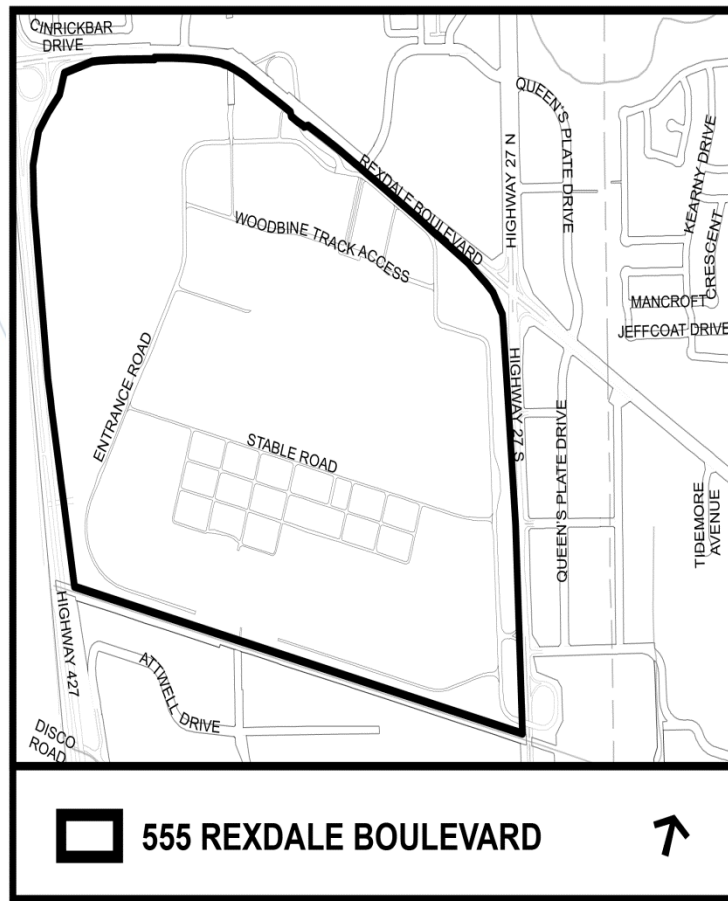 CINRICKBAR
DRIVE
QUEEN'S PLATE DRIVE
KEARNY DRIVE
CRESCENT
HIGHWAY 27 N
REXDALE BOULEVARD
WOODBINE TRACK ACCESS
MANCROFT
JEFFCOAT DRIVE
ENTRANCE ROAD
HIGHWAY 27 S
STABLE ROAD
QUEEN'S PLATE DRIVE
TIDEMORE
AVENUE
HIGHWAY 427
ATTWELL DRIVE
DISCO
ROAD
555 REXDALE BOULEVARD